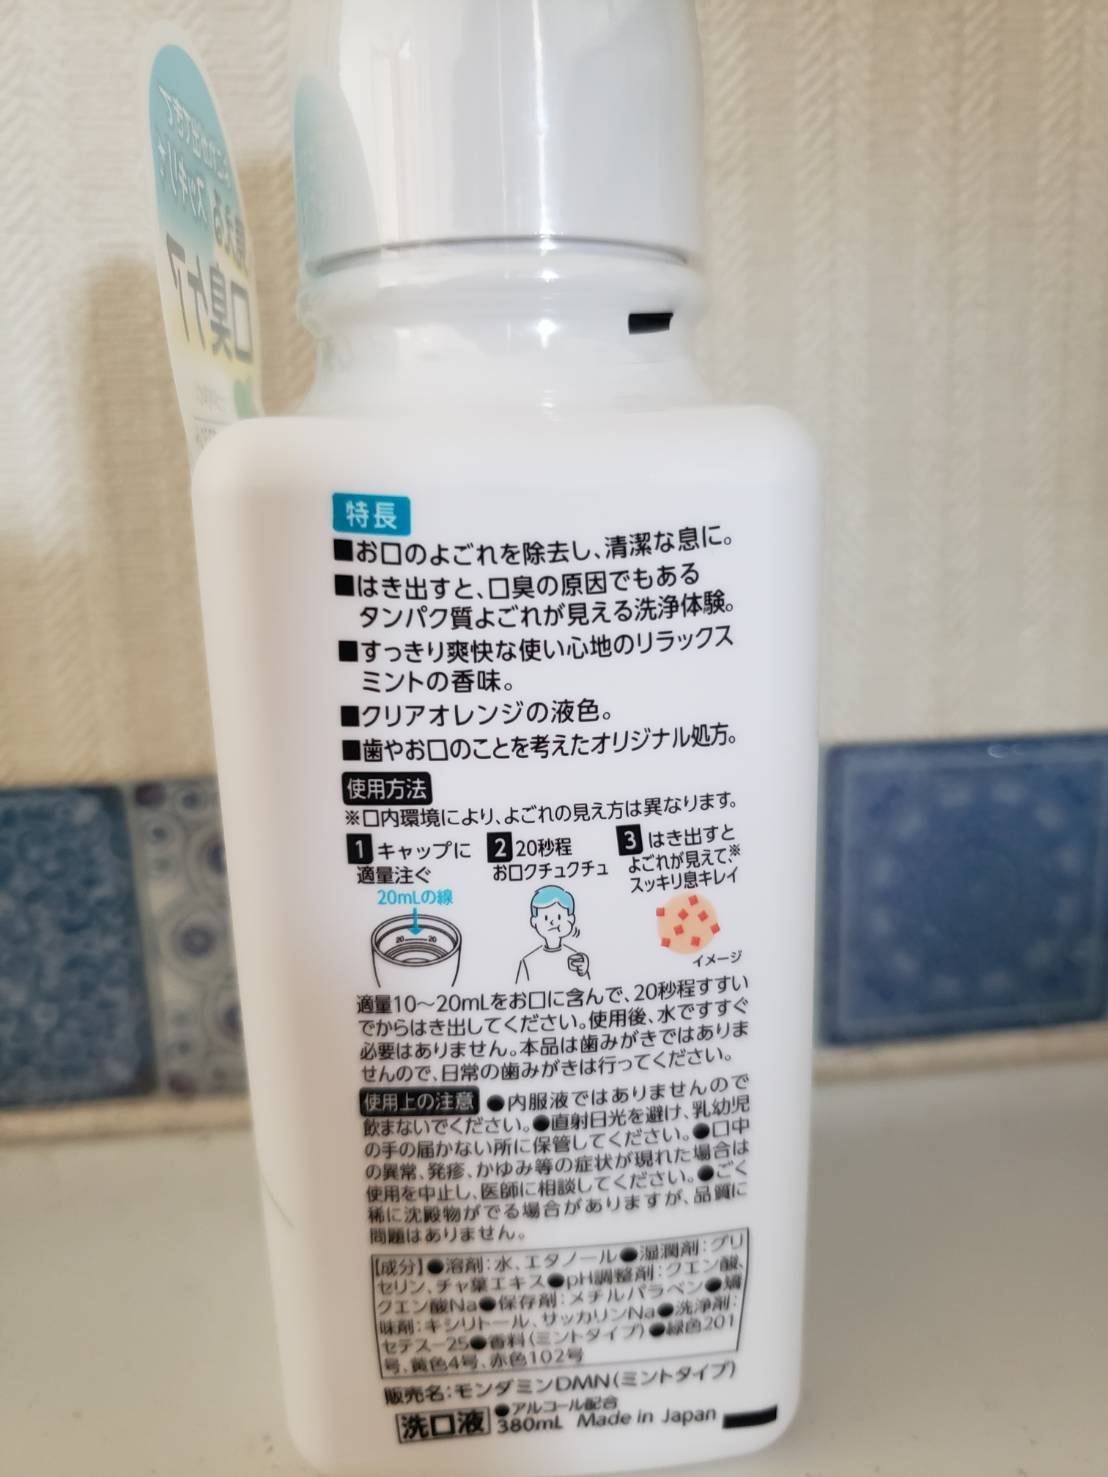 口臭ケア
特長
■お口のよごれを除去し、清潔な息に。
■はき出すと、口臭の原因でもある
タンパク質よごれが見える洗浄体験。
■すっきり爽快な使い心地のリラックス
ミントの香味。
■クリアオレンジの液色。
■歯やお口のことを考えたオリジナル処方。
使用方法
※口内環境により、よごれの見え方は異なります。
1 キャップに
適量注ぐ
20mLの線
20 20
2 20秒程
お口クチュクチュ
3 はき出すと
よごれが見えて、※
スッキリ息キレイ
イメージ
適量10〜20mLをお口に含んで、20秒程すすい
でからはき出してください。使用後、水ですすぐ
必要はありません。本品は歯みがきではありま
せんので、日常の歯みがきは行ってください。
使用上の注意 ●内服液ではありませんので
飲まないでください。●直射日光を避け、乳幼児
の手の届かない所に保管してください。●口中
の異常、発疹、かゆみ等の症状が現れた場合は
使用を中止し、医師に相談してください。●ごく
稀に沈殿物がでる場合がありますが、品質に
問題はありません。
【成分】●溶剤：水、エタノール●湿潤剤：グリ
セリン、チャ葉エキス●pH調整剤：クエン酸、
クエン酸Na●保存剤：メチルパラベン●矯
味剤：キシリトール、サッカリンNa●洗浄剤：
セテス-25●香料（ミントタイプ）●緑色201
号、黄色4号、赤色102号
販売名：モンダミンDMN（ミントタイプ）
洗口液 ●アルコール配合
380mL Made in Japan